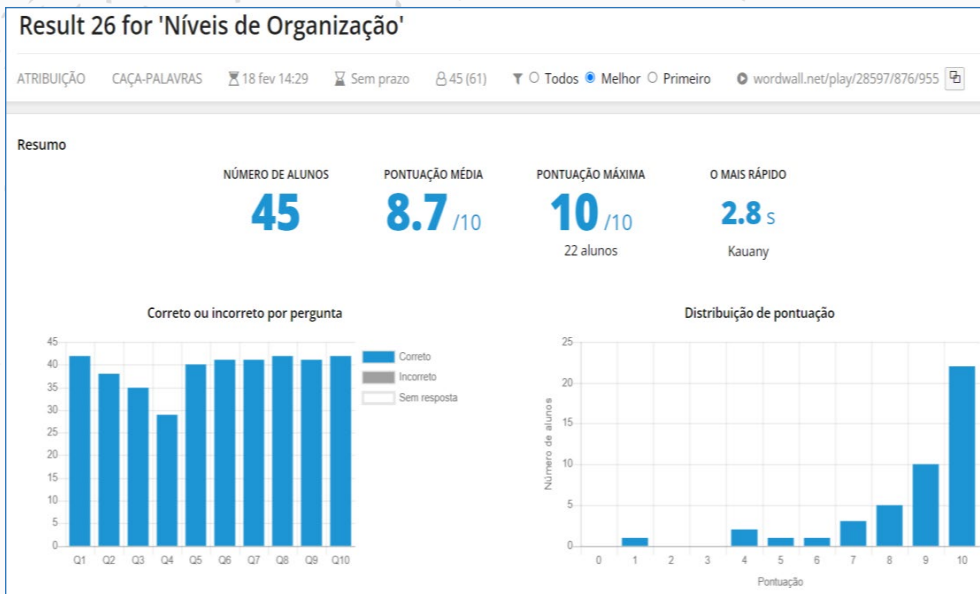 Result 26 for 'Níveis de Organização'
ATRIBUIÇÃO CAÇA-PALAVRAS 18 fev 14:29 Sem prazo 45 (61) Todos Melhor Primeiro wordwall.net/play/28597/876/955
Resumo
NÚMERO DE ALUNOS PONTUAÇÃO MÉDIA PONTUAÇÃO MÁXIMA O MAIS RÁPIDO
45 8.7 /10 10 /10 2.8 s
22 alunos Kauany
Correto ou incorreto por pergunta
45
40
35
30
25
20
15
10
5
0
Q1 Q2 Q3 Q4 Q5 Q6 Q7 Q8 Q9 Q10
Correto
Incorreto
Sem resposta
Distribuição de pontuação
Número de alunos
25
20
15
10
5
0
0 1 2 3 4 5 6 7 8 9 10
Pontuação